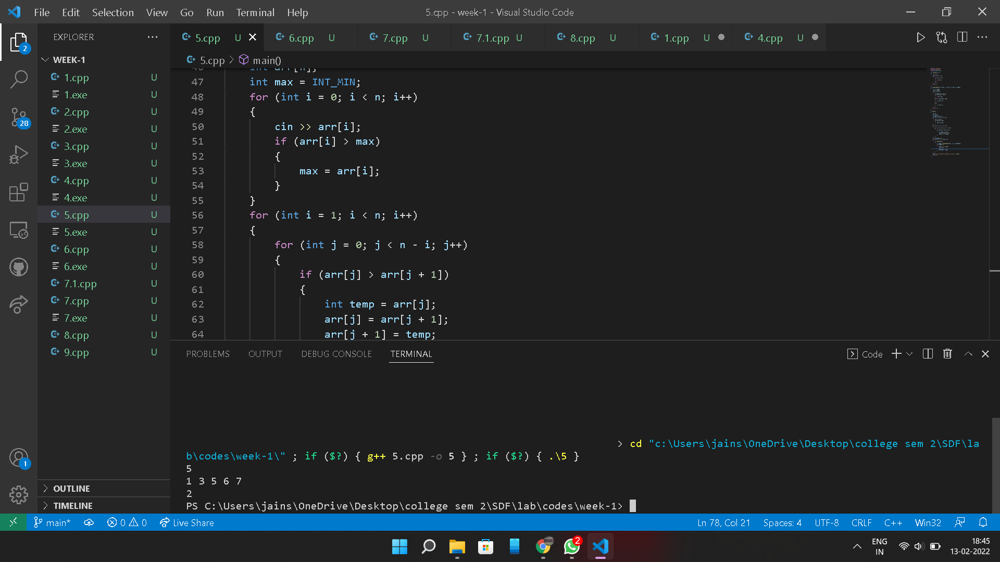 File Edit Selection View Go Run Terminal Help
5.cpp - week-1 - Visual Studio Code
EXPLORER
5.cpp U
6.cpp U
7.cpp U
7.1.cpp U
8.cpp U
1.cpp U
4.cpp U
2
WEEK-1
1.cpp U
1.exe U
2.cpp U
2.exe U
3.cpp U
3.exe U
4.cpp U
4.exe U
5.cpp U
5.exe U
6.cpp U
6.exe U
7.1.cpp U
7.cpp U
7.exe U
8.cpp U
9.cpp U
28
1
OUTLINE
TIMELINE
5.cpp > main()
46 int arr[n];
47 int max = INT_MIN;
48 for (int i = 0; i < n; i++)
49 {
50 cin >> arr[i];
51 if (arr[i] > max)
52 {
53 max = arr[i];
54 }
55 }
56 for (int i = 1; i < n; i++)
57 {
58 for (int j = 0; j < n - i; j++)
59 {
60 if (arr[j] > arr[j + 1])
61 {
62 int temp = arr[j];
63 arr[j] = arr[j + 1];
64 arr[j + 1] = temp;
PROBLEMS OUTPUT DEBUG CONSOLE TERMINAL
Code
> cd "c:\Users\jains\OneDrive\Desktop\college sem 2\SDF\la
b\codes\week-1\" ; if ($?) { g++ 5.cpp -o 5 } ; if ($?) { .\5 }
5
1 3 5 6 7
2
PS C:\Users\jains\OneDrive\Desktop\college sem 2\SDF\lab\codes\week-1>
main* 0 0 Live Share
Ln 78, Col 21 Spaces: 4 UTF-8 CRLF C++ Win32
2
ENG
IN
18:45
13-02-2022